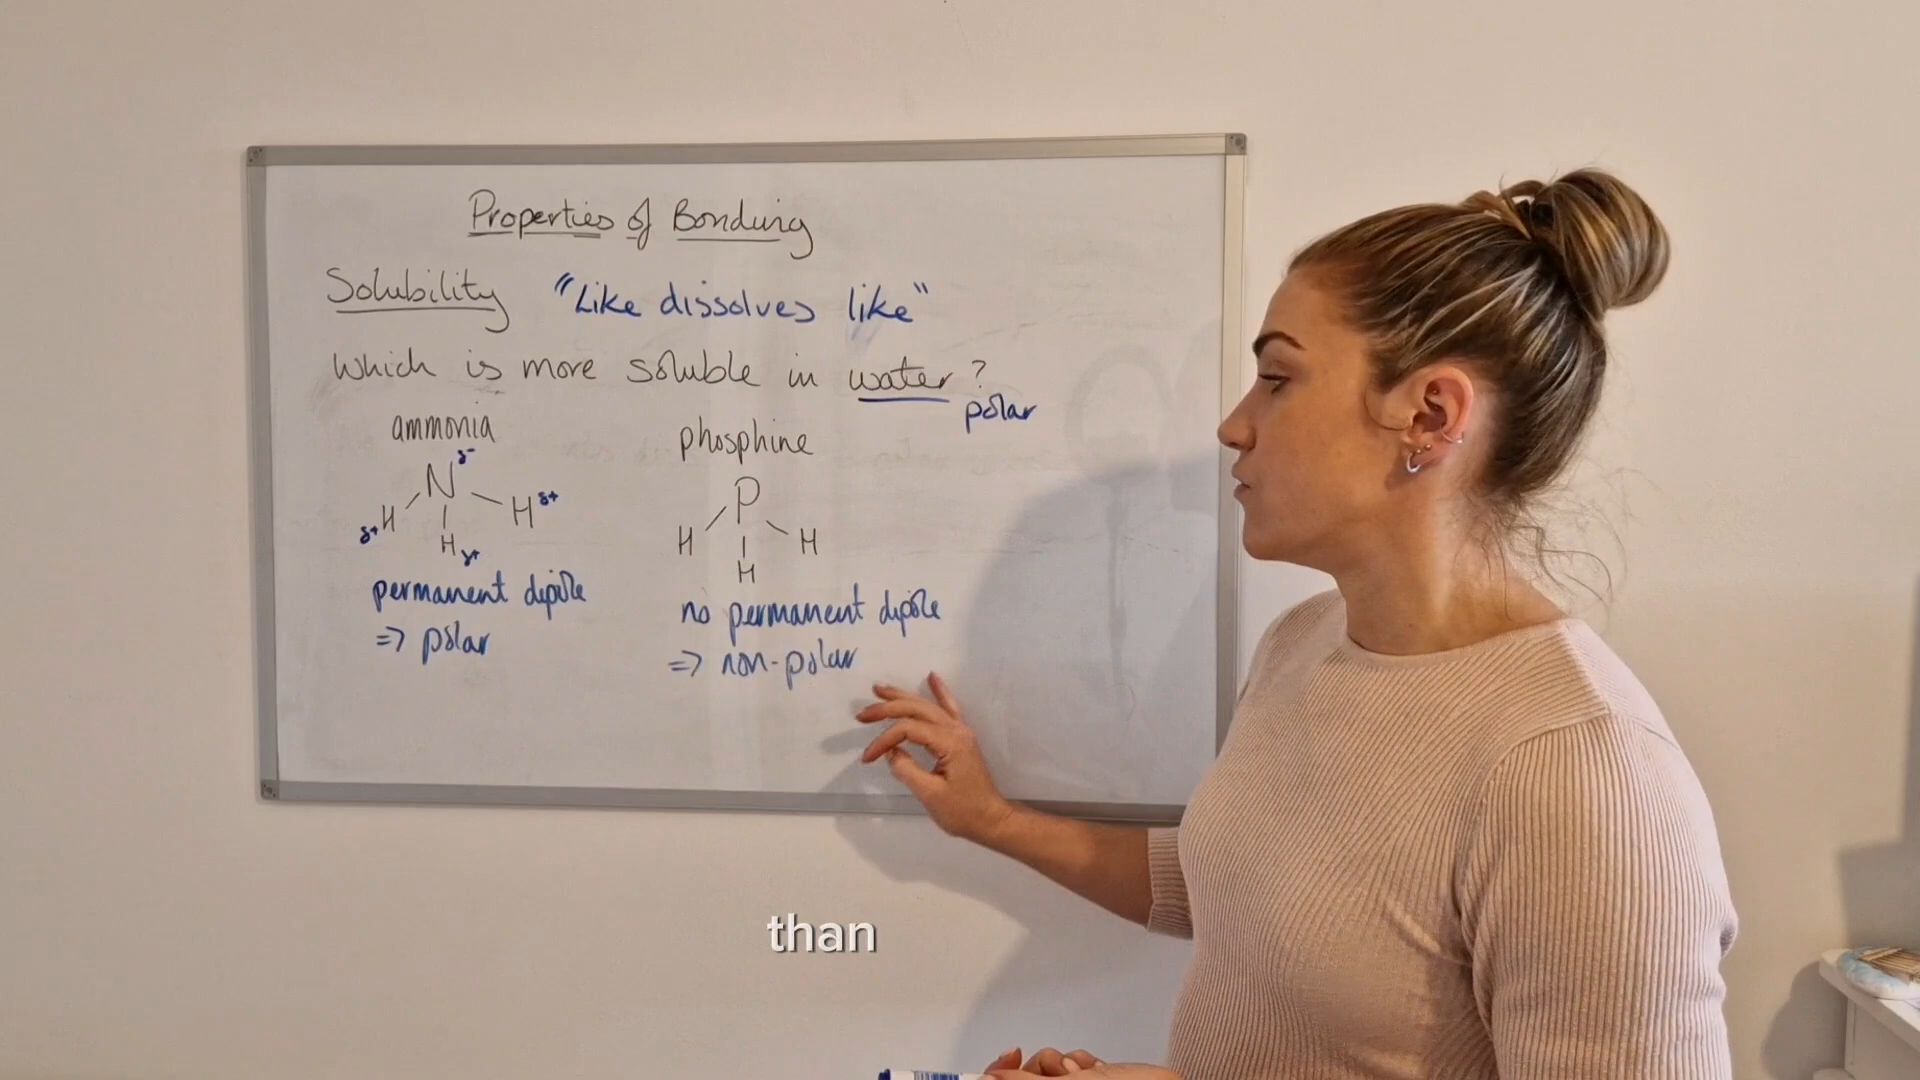 Properties of Bonding
Solubility "Like dissolves like"
Which is more soluble in water?
polar
ammonia
phosphine
N δ-
δ+ H H δ+
H δ+
P
H H
H
permanent dipole
=> polar
no permanent dipole
=> non-polar
than